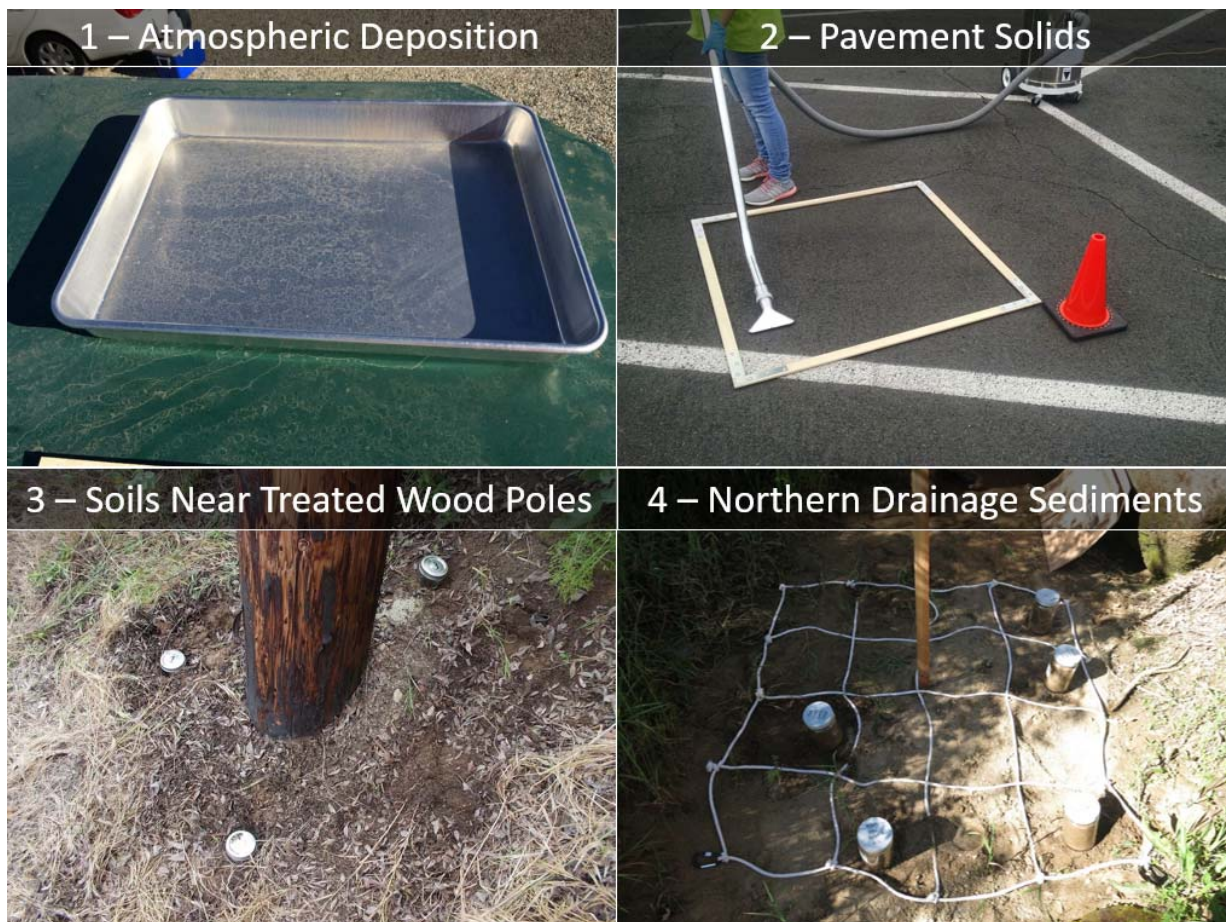 1 – Atmospheric Deposition
2 – Pavement Solids
3 – Soils Near Treated Wood Poles
4 – Northern Drainage Sediments